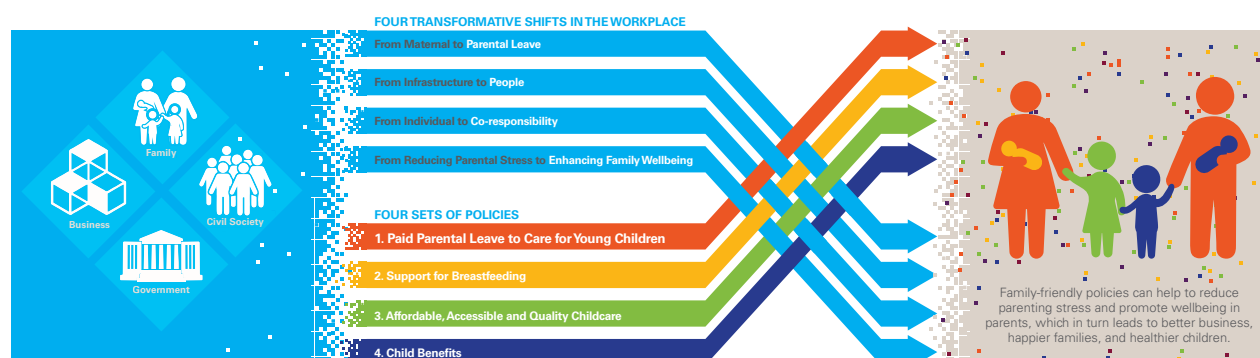 Family
Business
Civil Society
Government
FOUR TRANSFORMATIVE SHIFTS IN THE WORKPLACE
From Maternal to Parental Leave
From Infrastructure to People
From Individual to Co-responsibility
From Reducing Parental Stress to Enhancing Family Wellbeing
FOUR SETS OF POLICIES
1. Paid Parental Leave to Care for Young Children
2. Support for Breastfeeding
3. Affordable, Accessible and Quality Childcare
4. Child Benefits
Family-friendly policies can help to reduce
parenting stress and promote wellbeing in
parents, which in turn leads to better business,
happier families, and healthier children.